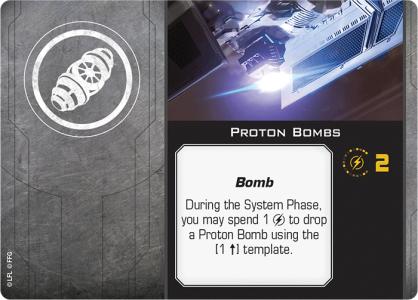 PROTON BOMBS
2
Bomb
During the System Phase,
you may spend 1 to drop
a Proton Bomb using the
[1 ↑] template.
© LFL © FFG